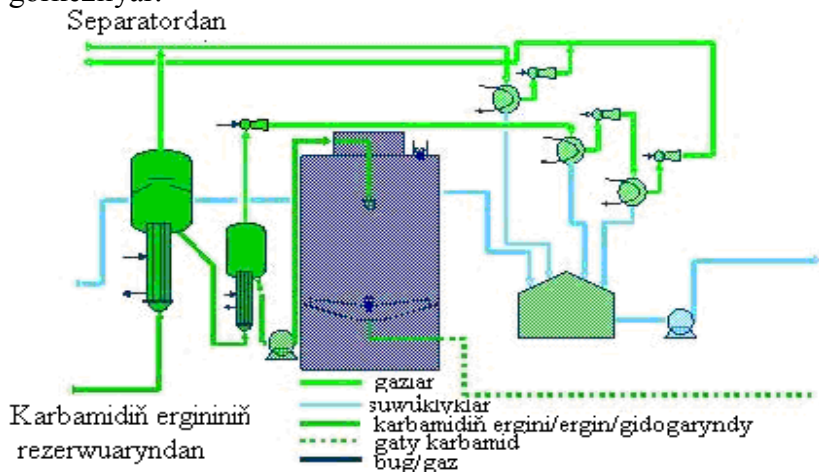 Separatordan
Karbamidiň ergininiň
rezerwuaryndan
gazlar
suwuklyklar
karbamidiň ergini/ergin/gidogaryndy
gaty karbamid
bug/gaz